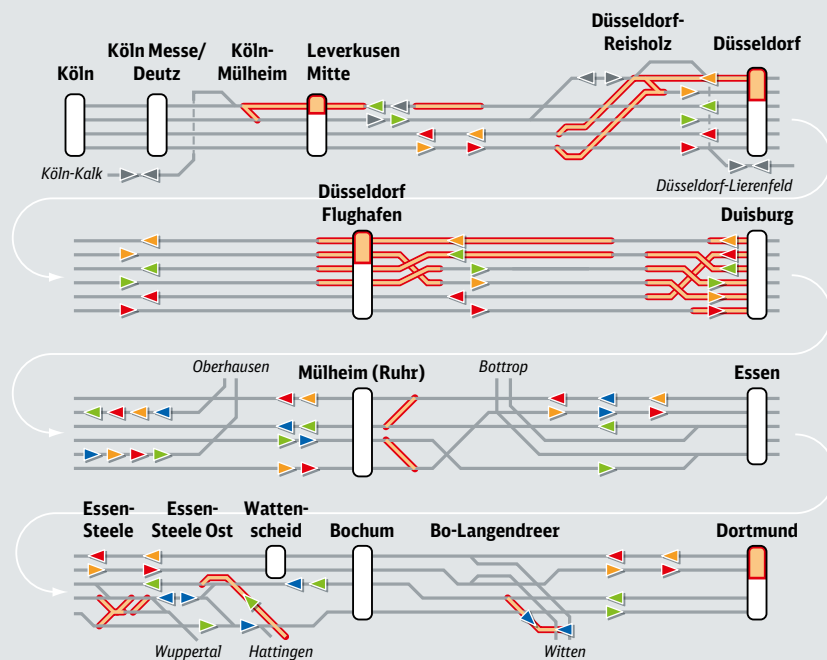 Düsseldorf-
Reisholz
Düsseldorf
Köln Messe/
Deutz
Köln-
Mülheim
Leverkusen
Mitte
Köln
Köln-Kalk
Düsseldorf-Lierenfeld
Düsseldorf
Flughafen
Duisburg
Oberhausen
Mülheim (Ruhr)
Bottrop
Essen
Essen-
Steele
Essen-
Steele Ost
Watten-
scheid
Bochum
Bo-Langendreer
Dortmund
Wuppertal
Hattingen
Witten